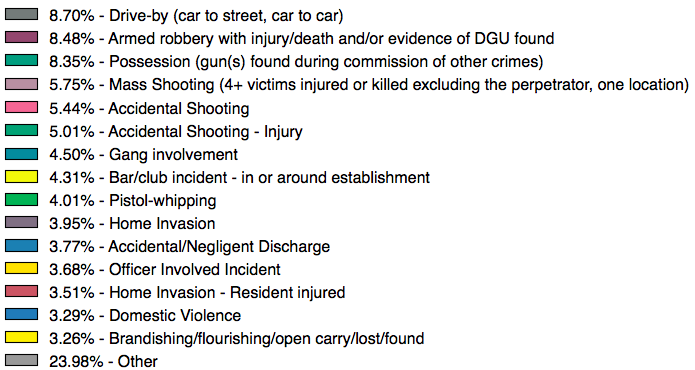 8.70% - Drive-by (car to street, car to car)
8.48% - Armed robbery with injury/death and/or evidence of DGU found
8.35% - Possession (gun(s) found during commission of other crimes)
5.75% - Mass Shooting (4+ victims injured or killed excluding the perpetrator, one location)
5.44% - Accidental Shooting
5.01% - Accidental Shooting - Injury
4.50% - Gang involvement
4.31% - Bar/club incident - in or around establishment
4.01% - Pistol-whipping
3.95% - Home Invasion
3.77% - Accidental/Negligent Discharge
3.68% - Officer Involved Incident
3.51% - Home Invasion - Resident injured
3.29% - Domestic Violence
3.26% - Brandishing/flourishing/open carry/lost/found
23.98% - Other